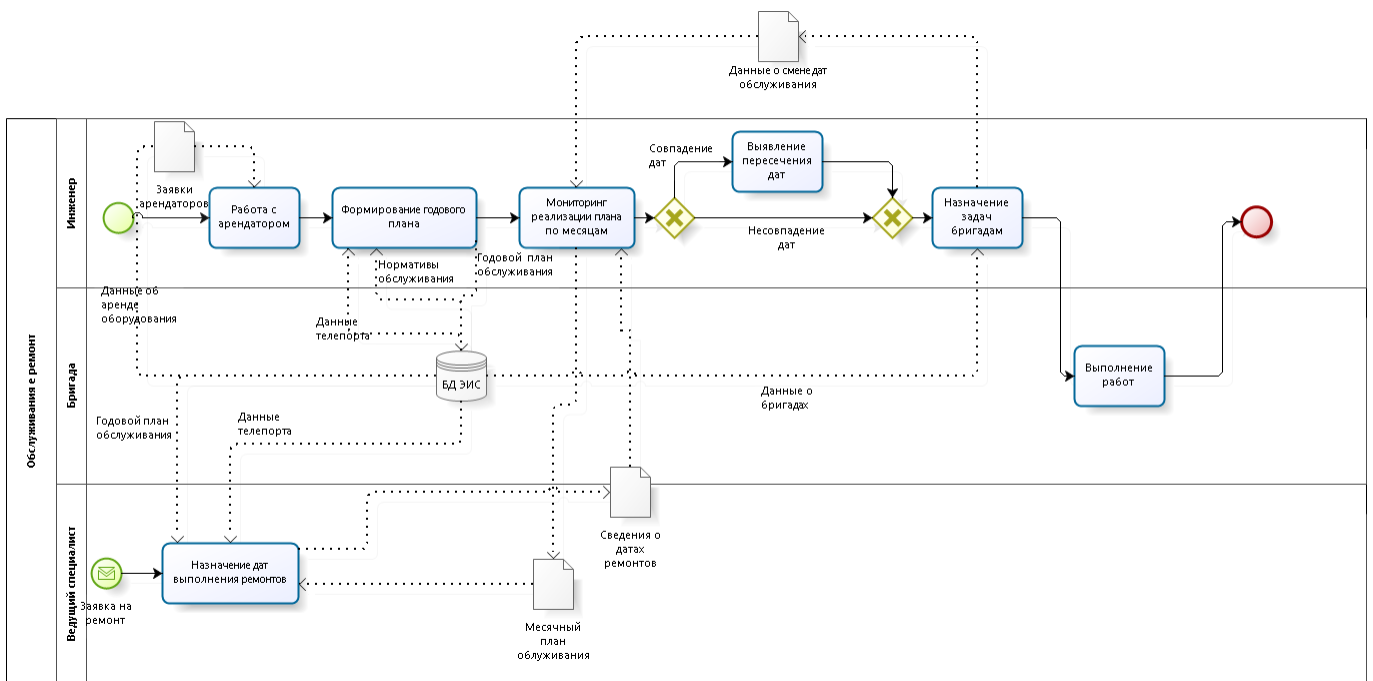 Данные о сменедат
обслуживания
Обслуживания е ремонт
Инженер
Заявки
арендаторов
Работа с
арендатором
Формирование годового
плана
Мониторинг
реализации плана
по месяцам
Совпадение
дат
Выявление
пересечения
дат
Несовпадение
дат
Назначение
задач
бригадам
Нормативы
обслуживания
Годовой план
обслуживания
Бригада
Данные об
аренде
оборудования
Данные
телепорта
БД ЭИС
Данные о
бригадах
Выполнение
работ
Годовой план
обслуживания
Данные
телепорта
Ведущий специалист
Заявка на
ремонт
Назначение дат
выполнения ремонтов
Сведения о
датах
ремонтов
Месячный
план
облуживания